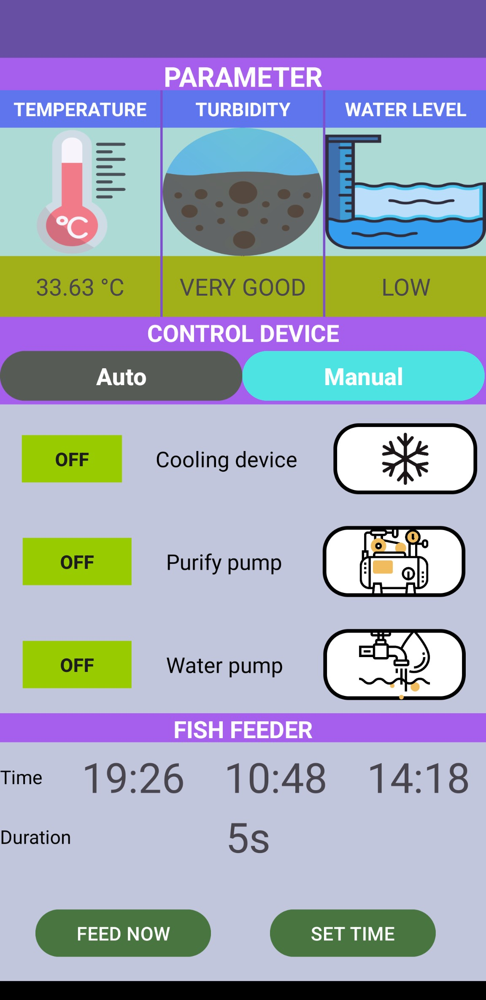 PARAMETER
TEMPERATURE TURBIDITY WATER LEVEL
°C
33.63 °C VERY GOOD LOW
CONTROL DEVICE
Auto Manual
OFF Cooling device
OFF Purify pump
OFF Water pump
FISH FEEDER
Time 19:26 10:48 14:18
Duration 5s
FEED NOW SET TIME